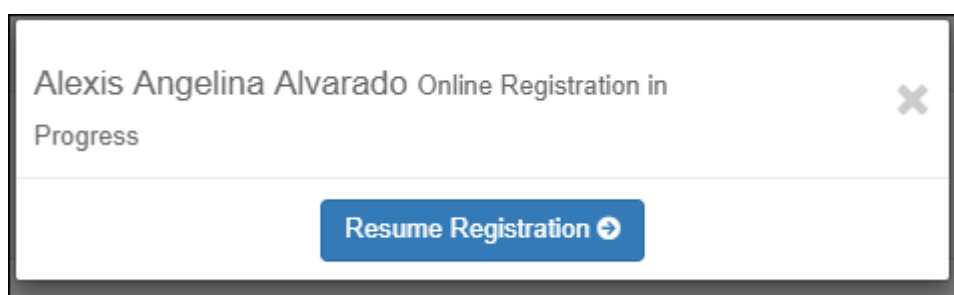 Alexis Angelina Alvarado Online Registration in
Progress
Resume Registration